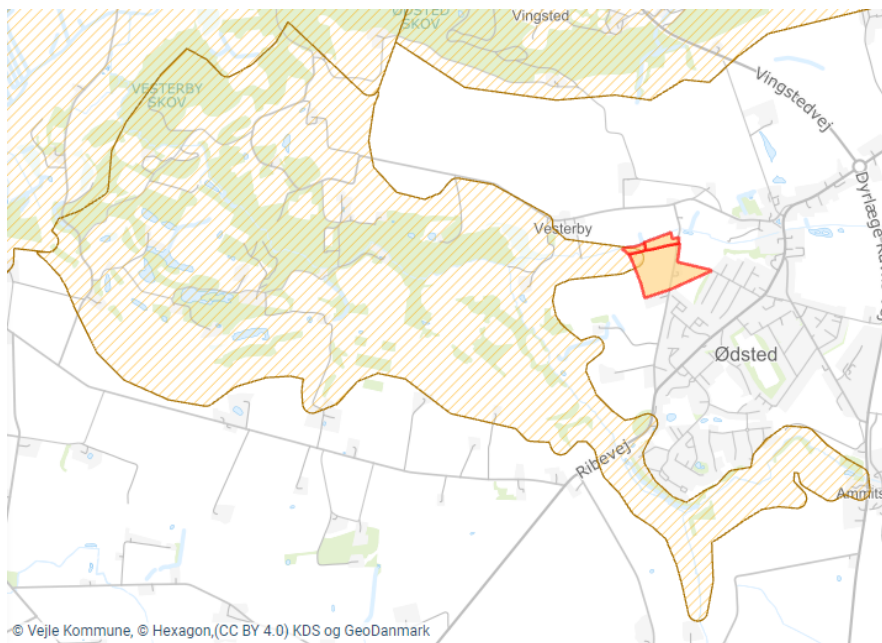 ØDSTED
SKOV
Vingsted
VESTERBY
SKOV
Vingstedvej
Dyrlæge
Vesterby
Ødsted
Ribevej
Ammits
© Vejle Kommune, © Hexagon,(CC BY 4.0) KDS og GeoDanmark